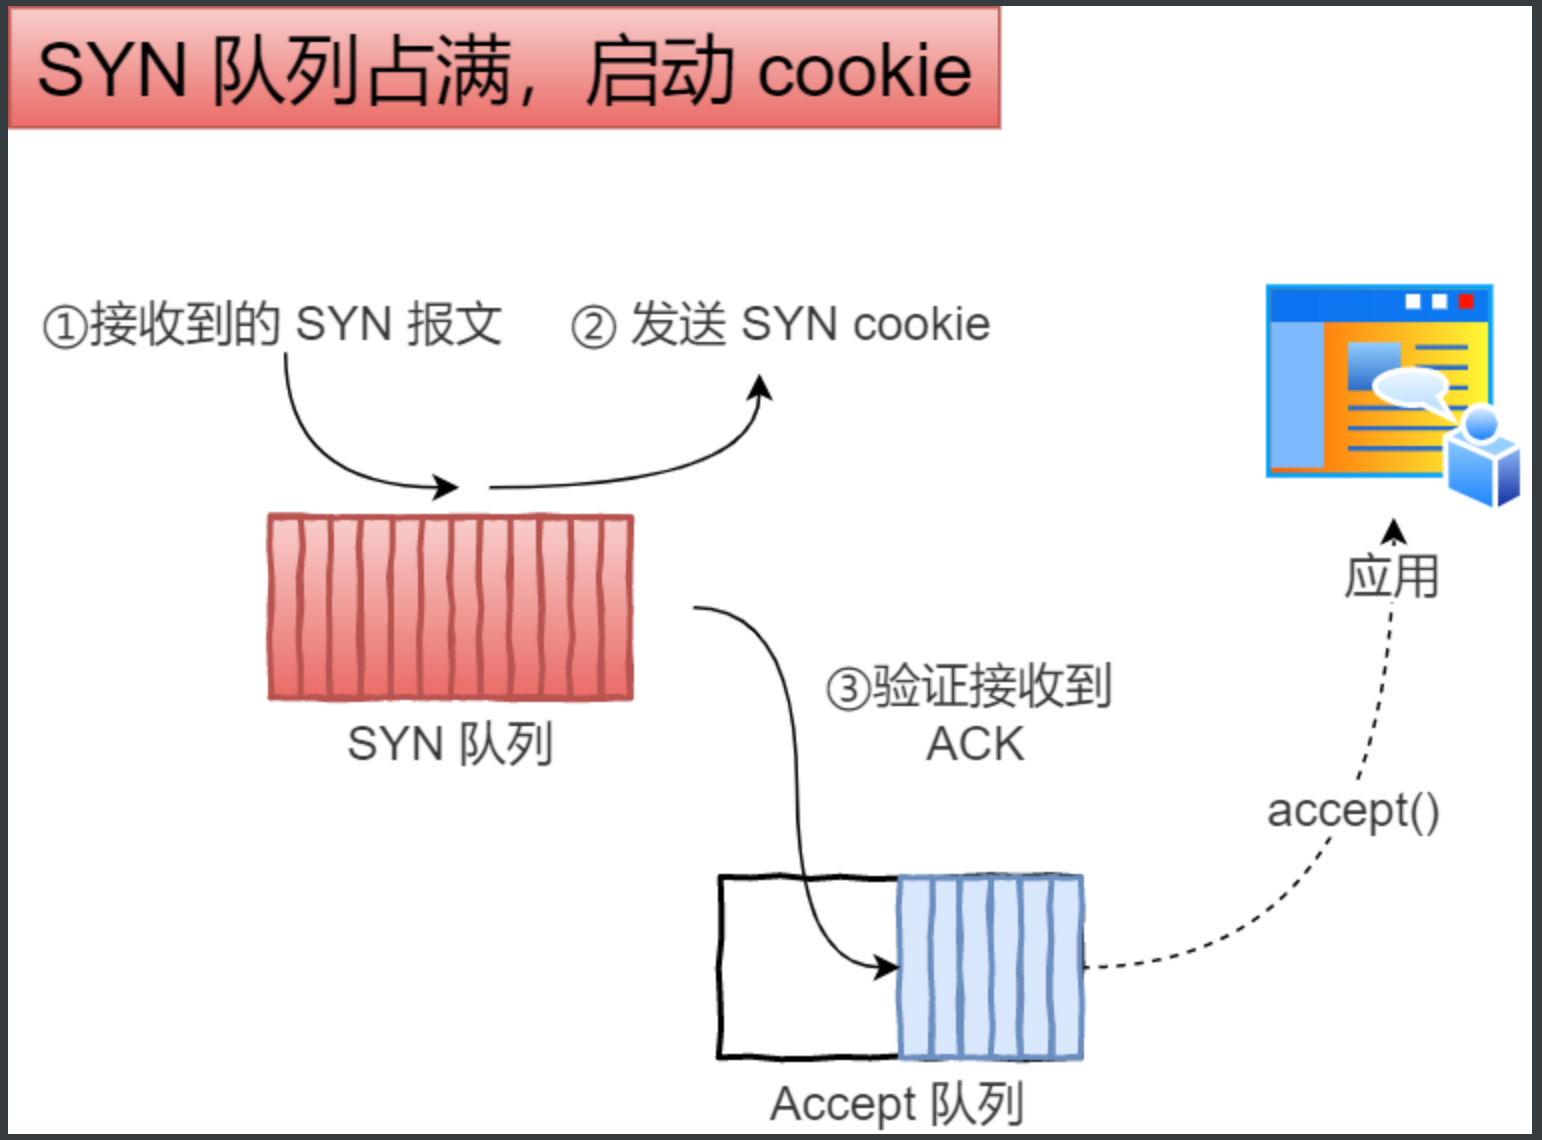 SYN 队列占满，启动 cookie
①接收到的 SYN 报文
② 发送 SYN cookie
应用
SYN 队列
③验证接收到
ACK
accept()
Accept 队列